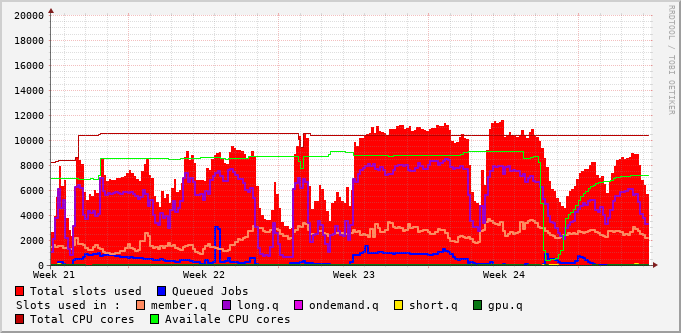 RRDTOOL / TOBI OETIKER
20000
18000
16000
14000
12000
10000
8000
6000
4000
2000
0
Week 21 Week 22 Week 23 Week 24
Total slots used Queued Jobs
Slots used in : member.q long.q ondemand.q short.q gpu.q
Total CPU cores Availale CPU cores